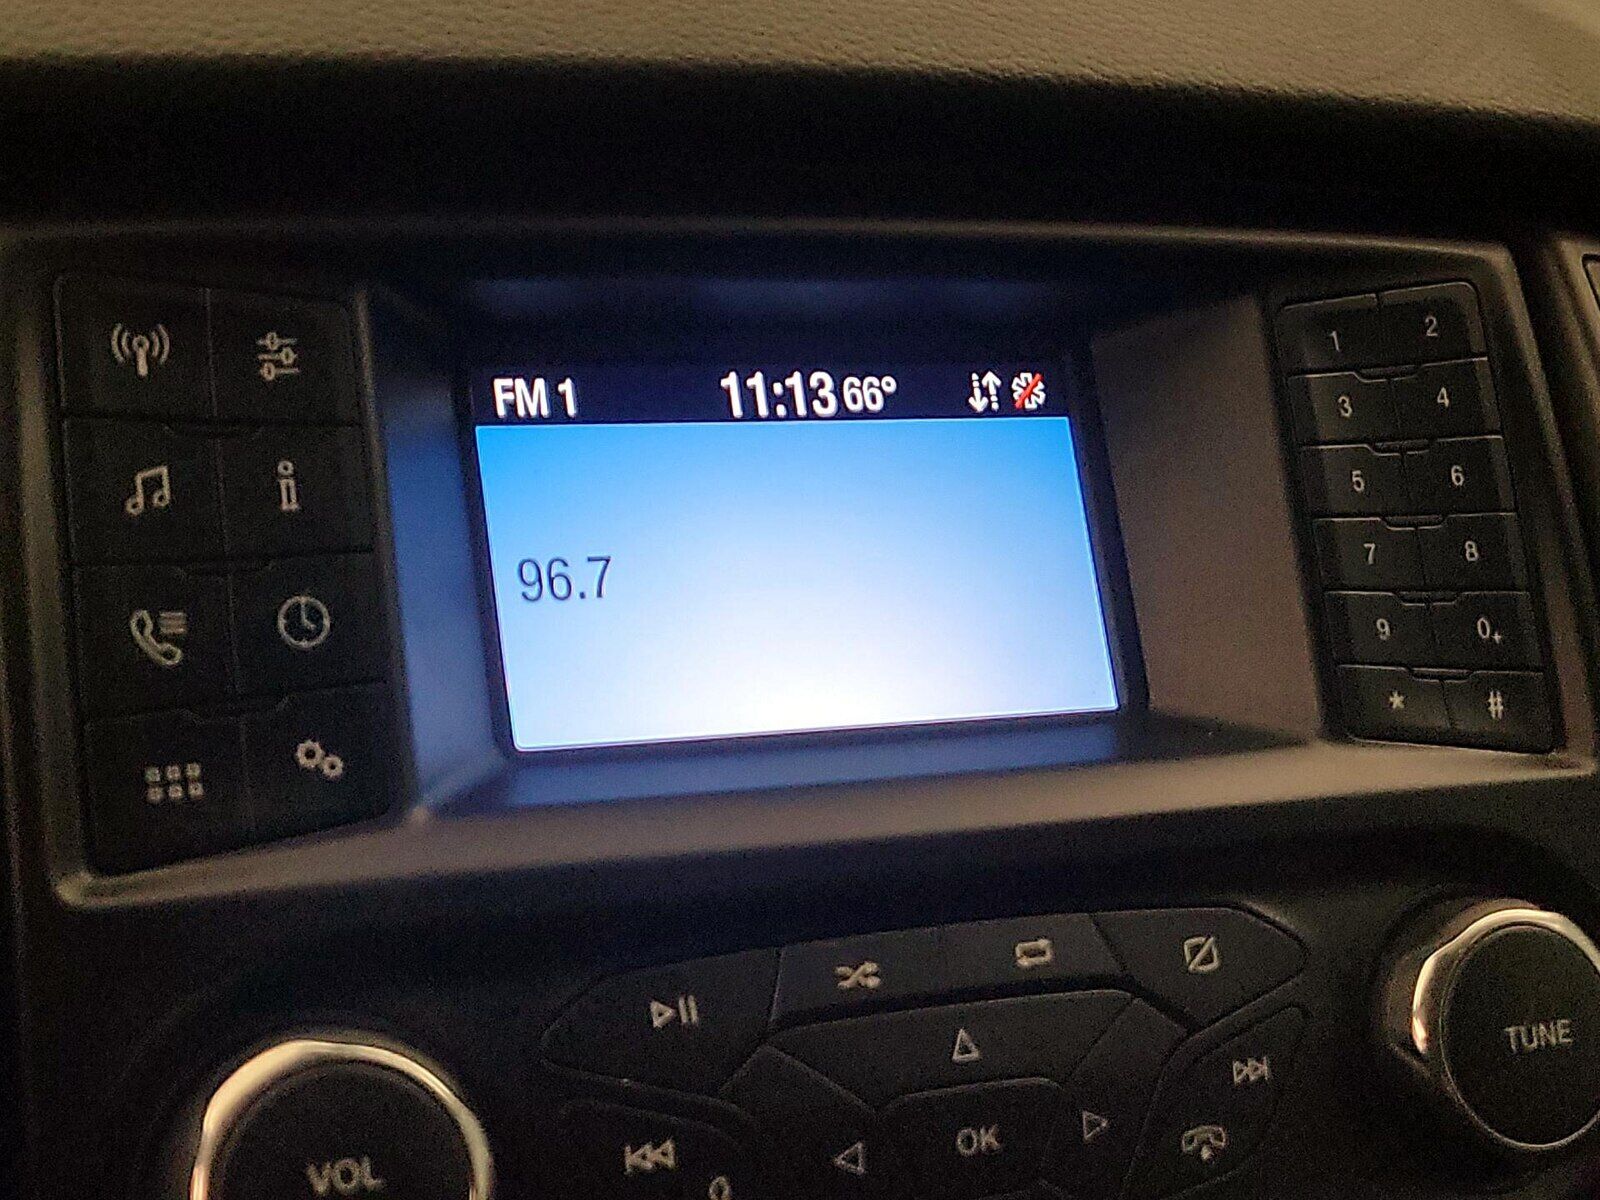 FM 1 11:13 66°
96.7
1 2
3 4
5 6
7 8
9 0+
* #
VOL
OK
TUNE